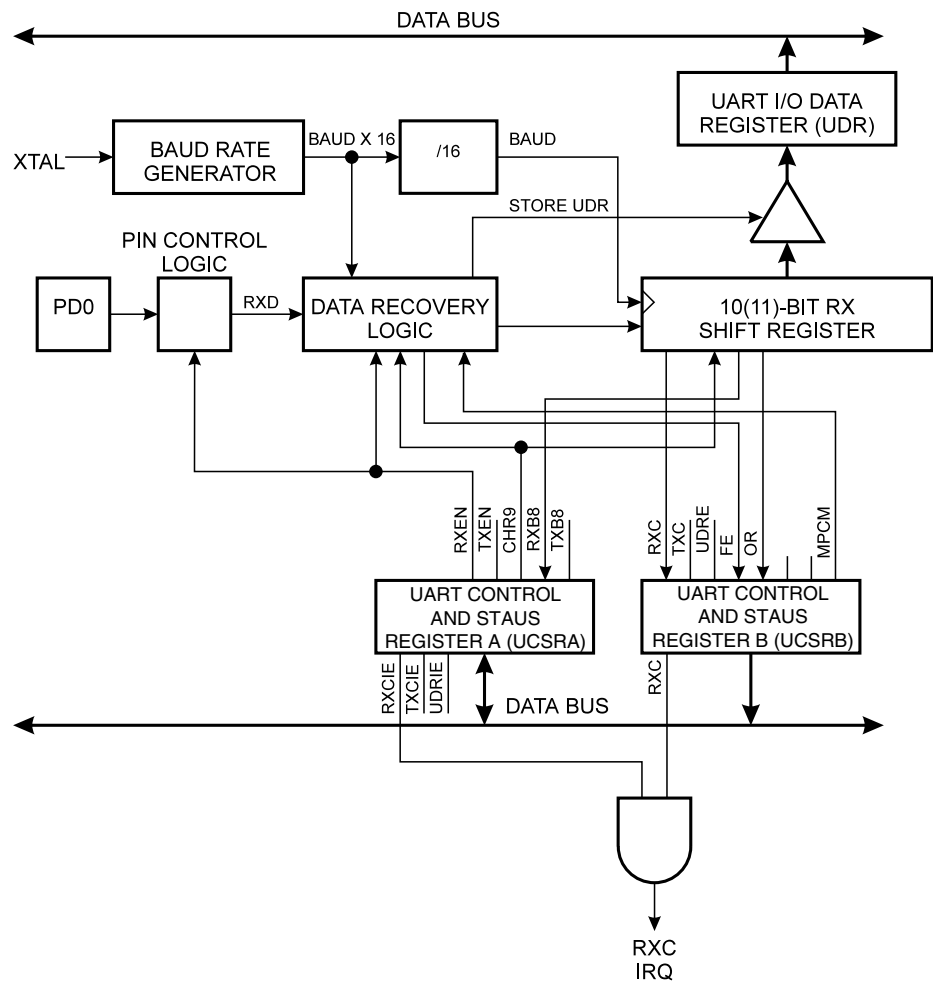 DATA BUS
UART I/O DATA
REGISTER (UDR)
XTAL
BAUD RATE
GENERATOR
BAUD X 16
/16
BAUD
STORE UDR
PIN CONTROL
LOGIC
PD0
RXD
DATA RECOVERY
LOGIC
10(11)-BIT RX
SHIFT REGISTER
RXEN
TXEN
CHR9
RXB8
TXB8
RXC
TXC
UDRE
FE
OR
MPCM
UART CONTROL
AND STAUS
REGISTER A (UCSRA)
UART CONTROL
AND STAUS
REGISTER B (UCSRB)
RXCIE
TXCIE
UDRIE
RXC
DATA BUS
RXC
IRQ